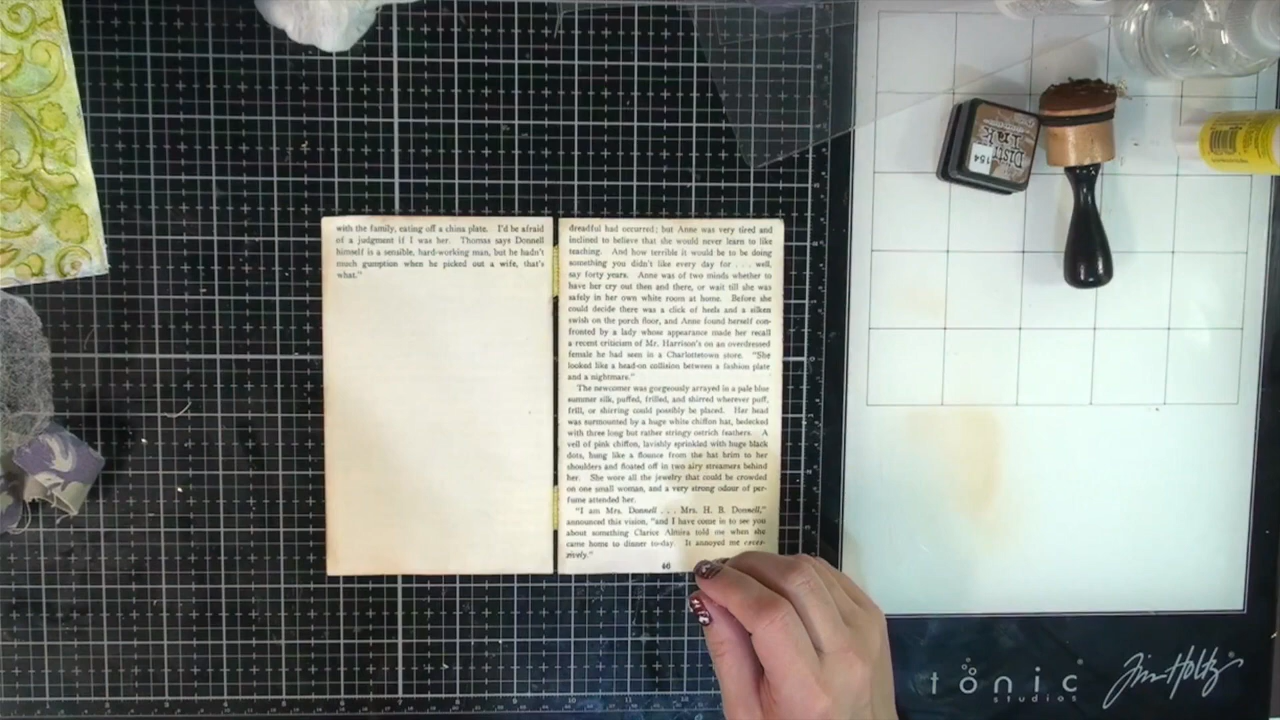 with the family, eating off a china plate. I'd be afraid
of a judgment if I was her. Thomas says Donnell
himself is a sensible, hard-working man, but he hadn't
much gumption when he picked out a wife, that's
what."
dreadful had occurred; but Anne was very tired and
inclined to believe that she would never learn to like
teaching. And how terrible it would be to be doing
something you didn't like every day for . . . well,
say forty years. Anne was of two minds whether to
have her cry out then and there, or wait till she was
safely in her own white room at home. Before she
could decide there was a click of heels and a silken
swish on the porch floor, and Anne found herself con-
fronted by a lady whose appearance made her recall
a recent criticism of Mr. Harrison's on an overdressed
female he had seen in a Charlottetown store. "She
looked like a head-on collision between a fashion plate
and a nightmare."
The newcomer was gorgeously arrayed in a pale blue
summer silk, puffed, frilled, and shirred wherever puff,
frill, or shirring could possibly be placed. Her head
was surmounted by a huge white chiffon hat, bedecked
with three long but rather stringy ostrich feathers. A
veil of pink chiffon, lavishly sprinkled with huge black
dots, hung like a flounce from the hat brim to her
shoulders and floated off in two airy streamers behind
her. She wore all the jewelry that could be crowded
on one small woman, and a very strong odour of per-
fume attended her.
"I am Mrs. Donnell . . . Mrs. H. B. Donnell,"
announced this vision, "and I have come in to see you
about something Clarice Almira told me when she
came home to dinner to-day. It annoyed me exces-
sively."
46
Distress
Ink
154
tonic
studios
Tim Holtz